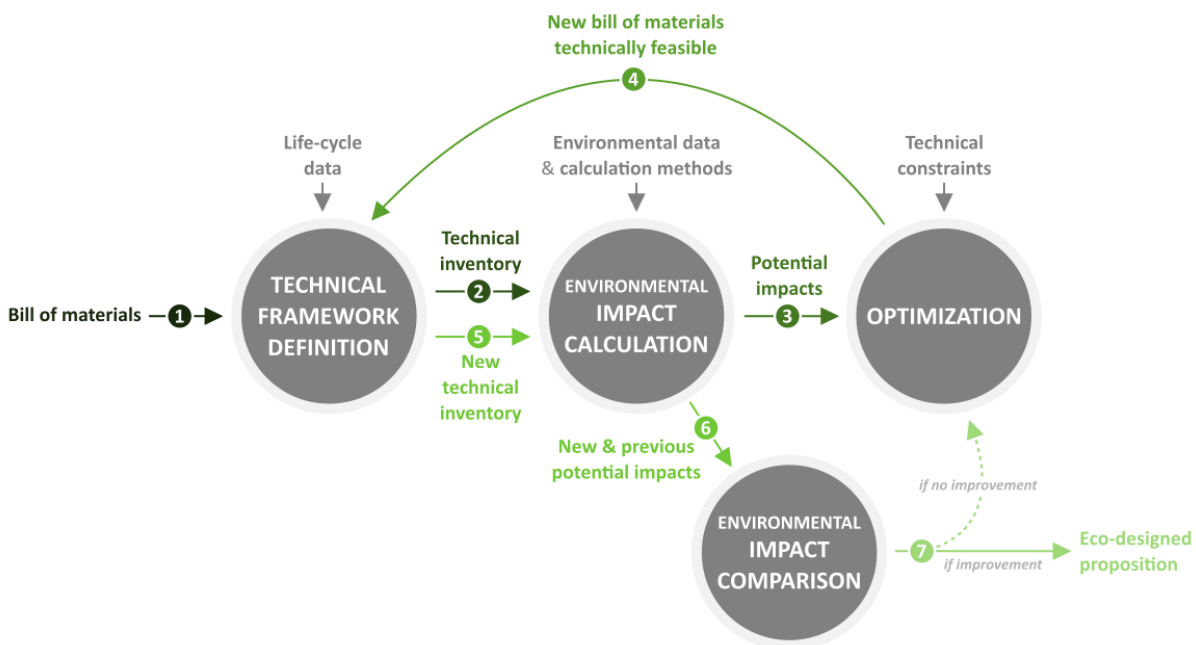 New bill of materials
technically feasible
4
Life-cycle
data
Environmental data
& calculation methods
Technical
constraints
Bill of materials
1
TECHNICAL
FRAMEWORK
DEFINITION
Technical
inventory
2
5
New
technical
inventory
ENVIRONMENTAL
IMPACT
CALCULATION
Potential
impacts
3
OPTIMIZATION
6
New & previous
potential impacts
ENVIRONMENTAL
IMPACT
COMPARISON
7
if no improvement
if improvement
Eco-designed
proposition